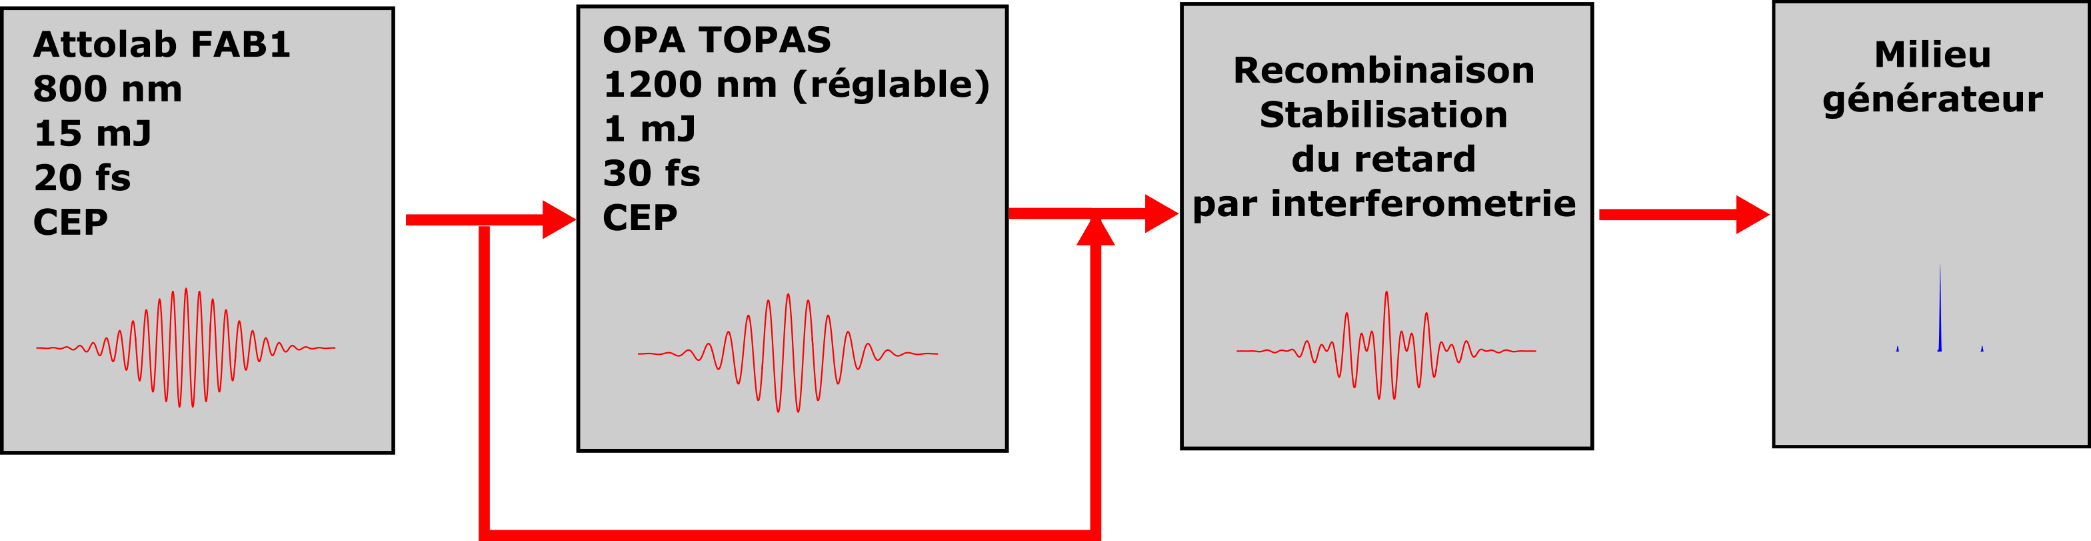 Attolab FAB1
800 nm
15 mJ
20 fs
CEP
OPA TOPAS
1200 nm (réglable)
1 mJ
30 fs
CEP
Recombinaison
Stabilisation
du retard
par interferometrie
Milieu
générateur